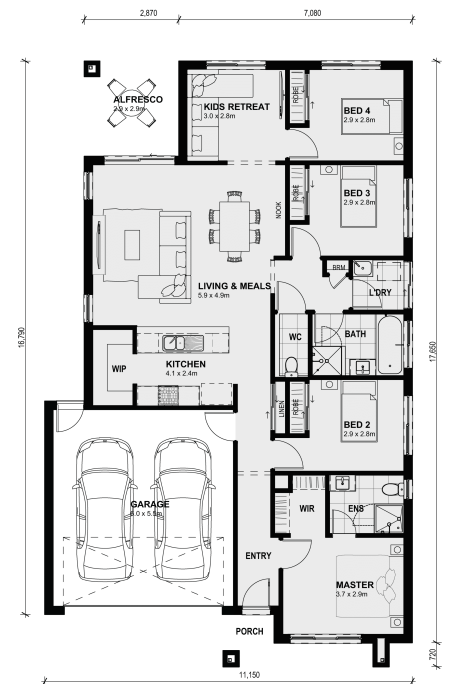 2,870
7,080
ALFRESCO
2.9 x 2.9m
KIDS RETREAT
3.0 x 2.8m
ROBE
BED 4
2.9 x 2.8m
ROBE
BED 3
2.9 x 2.8m
NOOK
BRM
L'DRY
LIVING & MEALS
5.9 x 4.9m
16,790
17,650
WC
BATH
WIP
KITCHEN
4.1 x 2.4m
LINEN
ROBE
BED 2
2.9 x 2.8m
GARAGE
6.0 x 5.5m
WIR
ENS
ENTRY
MASTER
3.7 x 2.9m
PORCH
720
11,150